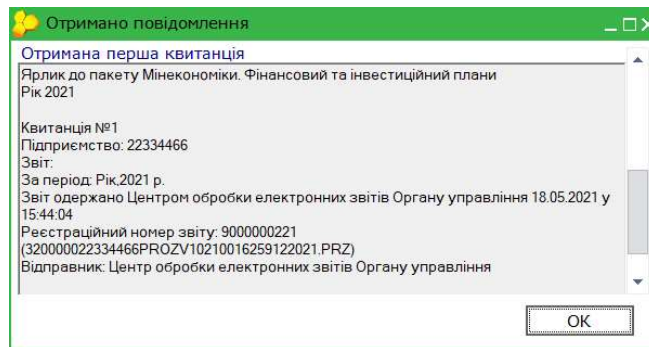 Отримано повідомлення
Отримана перша квитанція
Ярлик до пакету Мінекономіки. Фінансовий та інвестиційний плани
Рік 2021
Квитанція №1
Підприємство: 22334466
Звіт:
За період: Рік,2021 р.
Звіт одержано Центром обробки електронних звітів Органу управління 18.05.2021 у
15:44:04
Реєстраційний номер звіту: 9000000221
(320000022334466PROZV10210016259122021.PRZ)
Відправник: Центр обробки електронних звітів Органу управління
OK